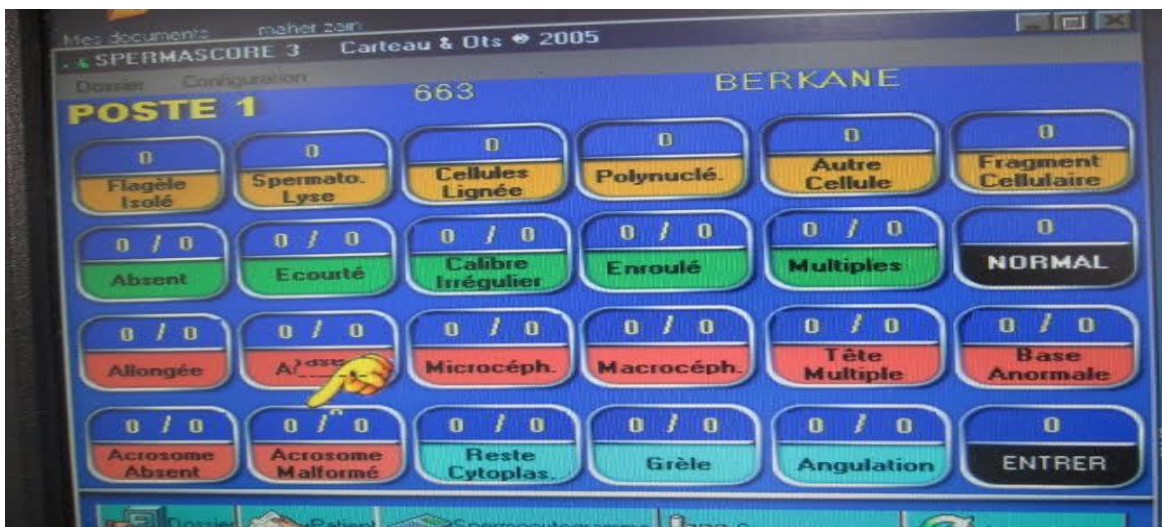 Mes documents maher zain
SPERMASCORE 3 Carteau & Ots 2005
Dossier Configuration
POSTE 1 663 BERKANE
0 0 0 0 0 0
Flagèle Isolé Spermato. Lyse Cellules Lignée Polynuclé. Autre Cellule Fragment Cellulaire
0 / 0 0 / 0 0 / 0 0 / 0 0 / 0 0
Absent Ecourté Calibre Irrégulier Enroulé Multiples NORMAL
0 / 0 0 / 0 0 / 0 0 / 0 0 / 0 0 / 0
Allongée Microcéph. Macrocéph. Tête Multiple Base Anormale
0 / 0 0 / 0 0 / 0 0 / 0 0 / 0 0
Acrosome Absent Acrosome Malformé Reste Cytoplas. Grèle Angulation ENTRER
Dossier Patient